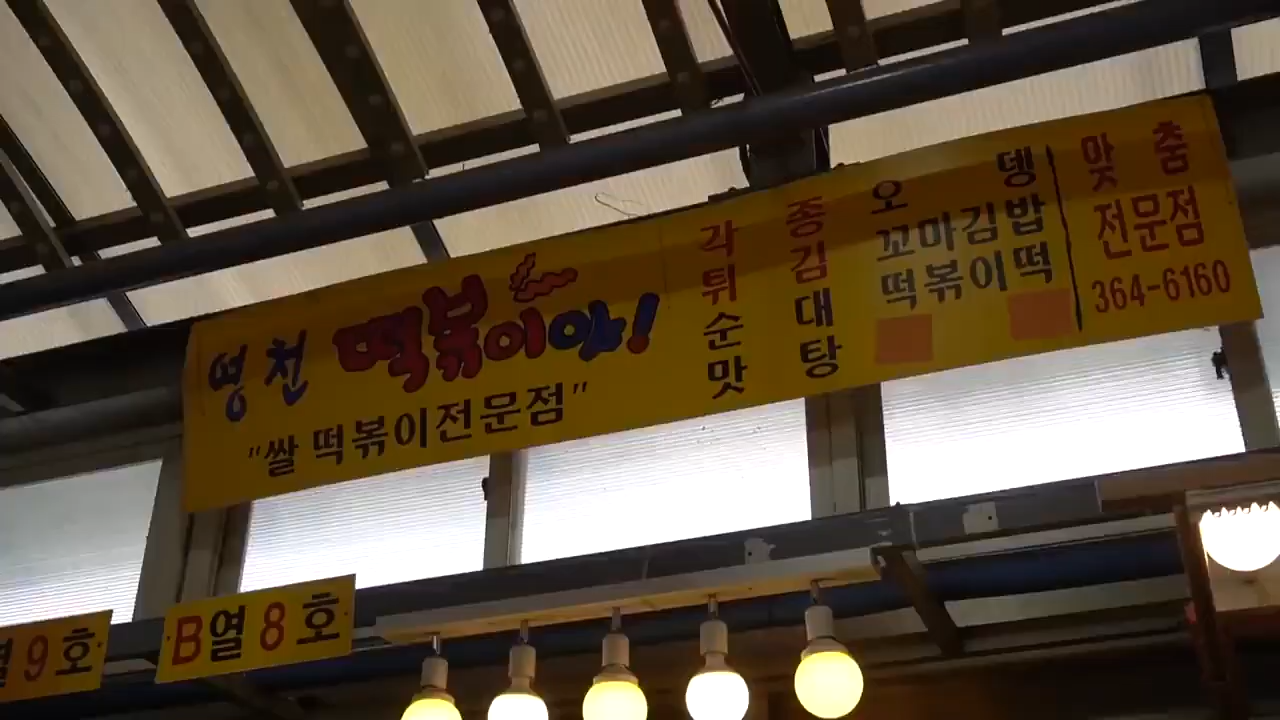 영천 떡볶이야!
"쌀 떡볶이전문점"
각종
튀김
순대
맛탕
오뎅
꼬마김밥
떡볶이떡
맞춤
전문점
364-6160
B열 8호
열 9호